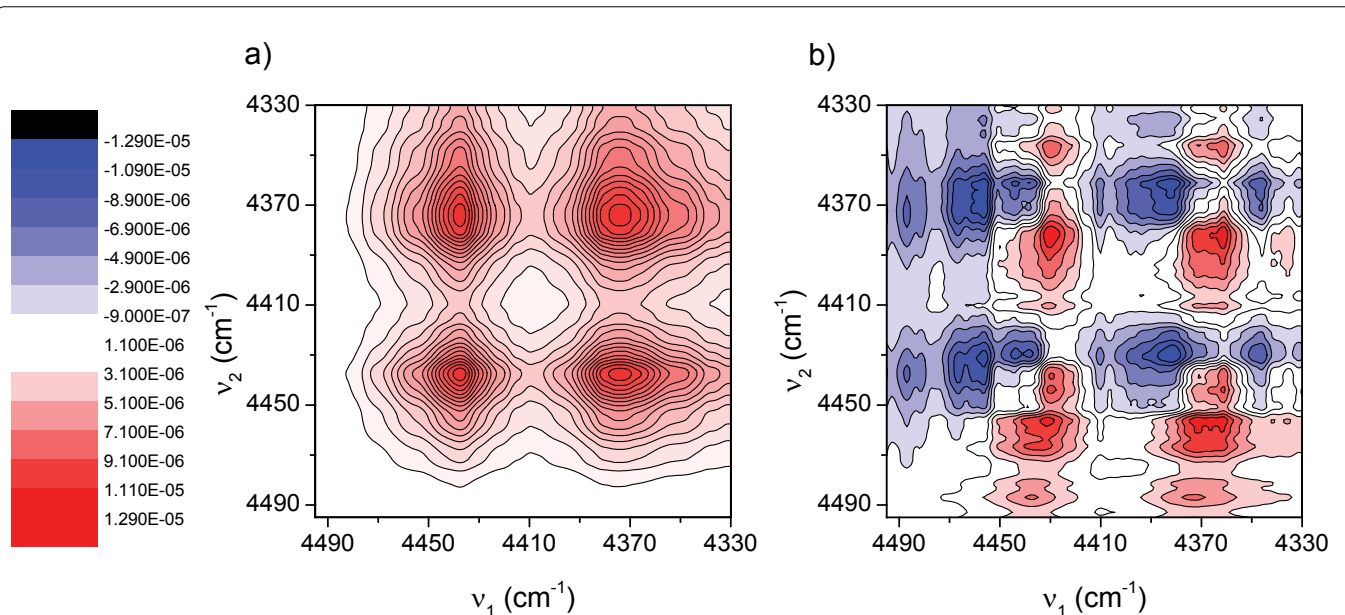 a)
b)
-1.290E-05
-1.090E-05
-8.900E-06
-6.900E-06
-4.900E-06
-2.900E-06
-9.000E-07
1.100E-06
3.100E-06
5.100E-06
7.100E-06
9.100E-06
1.110E-05
1.290E-05
ν2 (cm-1)
4330
4370
4410
4450
4490
4490 4450 4410 4370 4330
ν1 (cm-1)
ν2 (cm-1)
4330
4370
4410
4450
4490
4490 4450 4410 4370 4330
ν1 (cm-1)